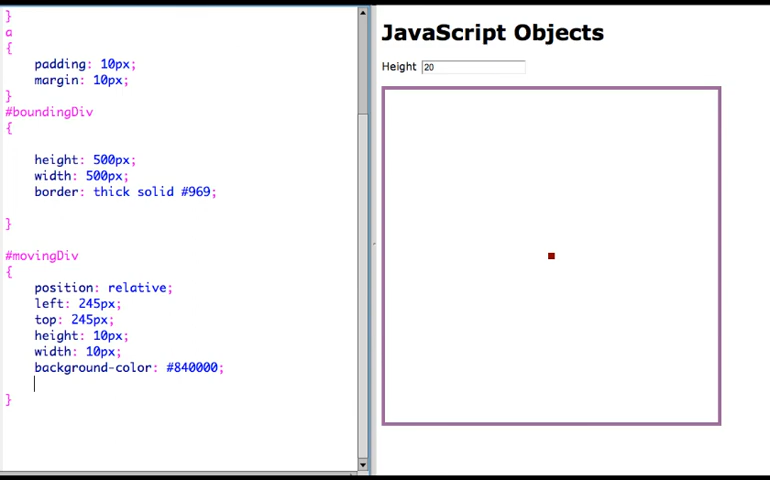 }
a
{
padding: 10px;
margin: 10px;
}
#boundingDiv
{
height: 500px;
width: 500px;
border: thick solid #969;
}
#movingDiv
{
position: relative;
left: 245px;
top: 245px;
height: 10px;
width: 10px;
background-color: #840000;
}
JavaScript Objects
Height 20